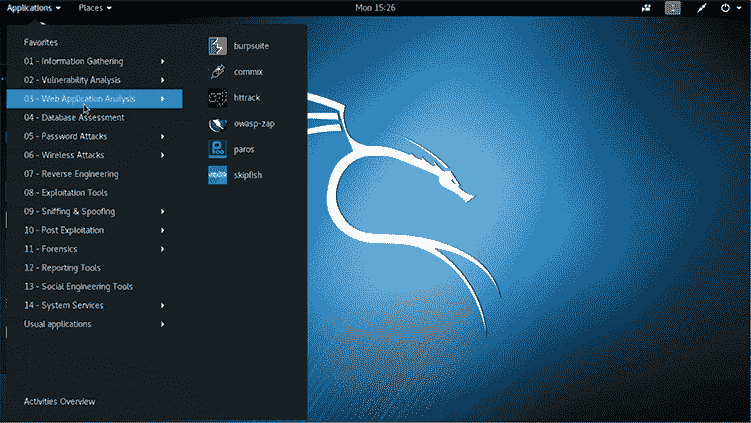 Applications Places Mon 15:26
Favorites
01 - Information Gathering
02 - Vulnerability Analysis
03 - Web Application Analysis
04 - Database Assessment
05 - Password Attacks
06 - Wireless Attacks
07 - Reverse Engineering
08 - Exploitation Tools
09 - Sniffing & Spoofing
10 - Post Exploitation
11 - Forensics
12 - Reporting Tools
13 - Social Engineering Tools
14 - System Services
Usual applications
Activities Overview
burpsuite
commix
httrack
owasp-zap
paros
skipfish